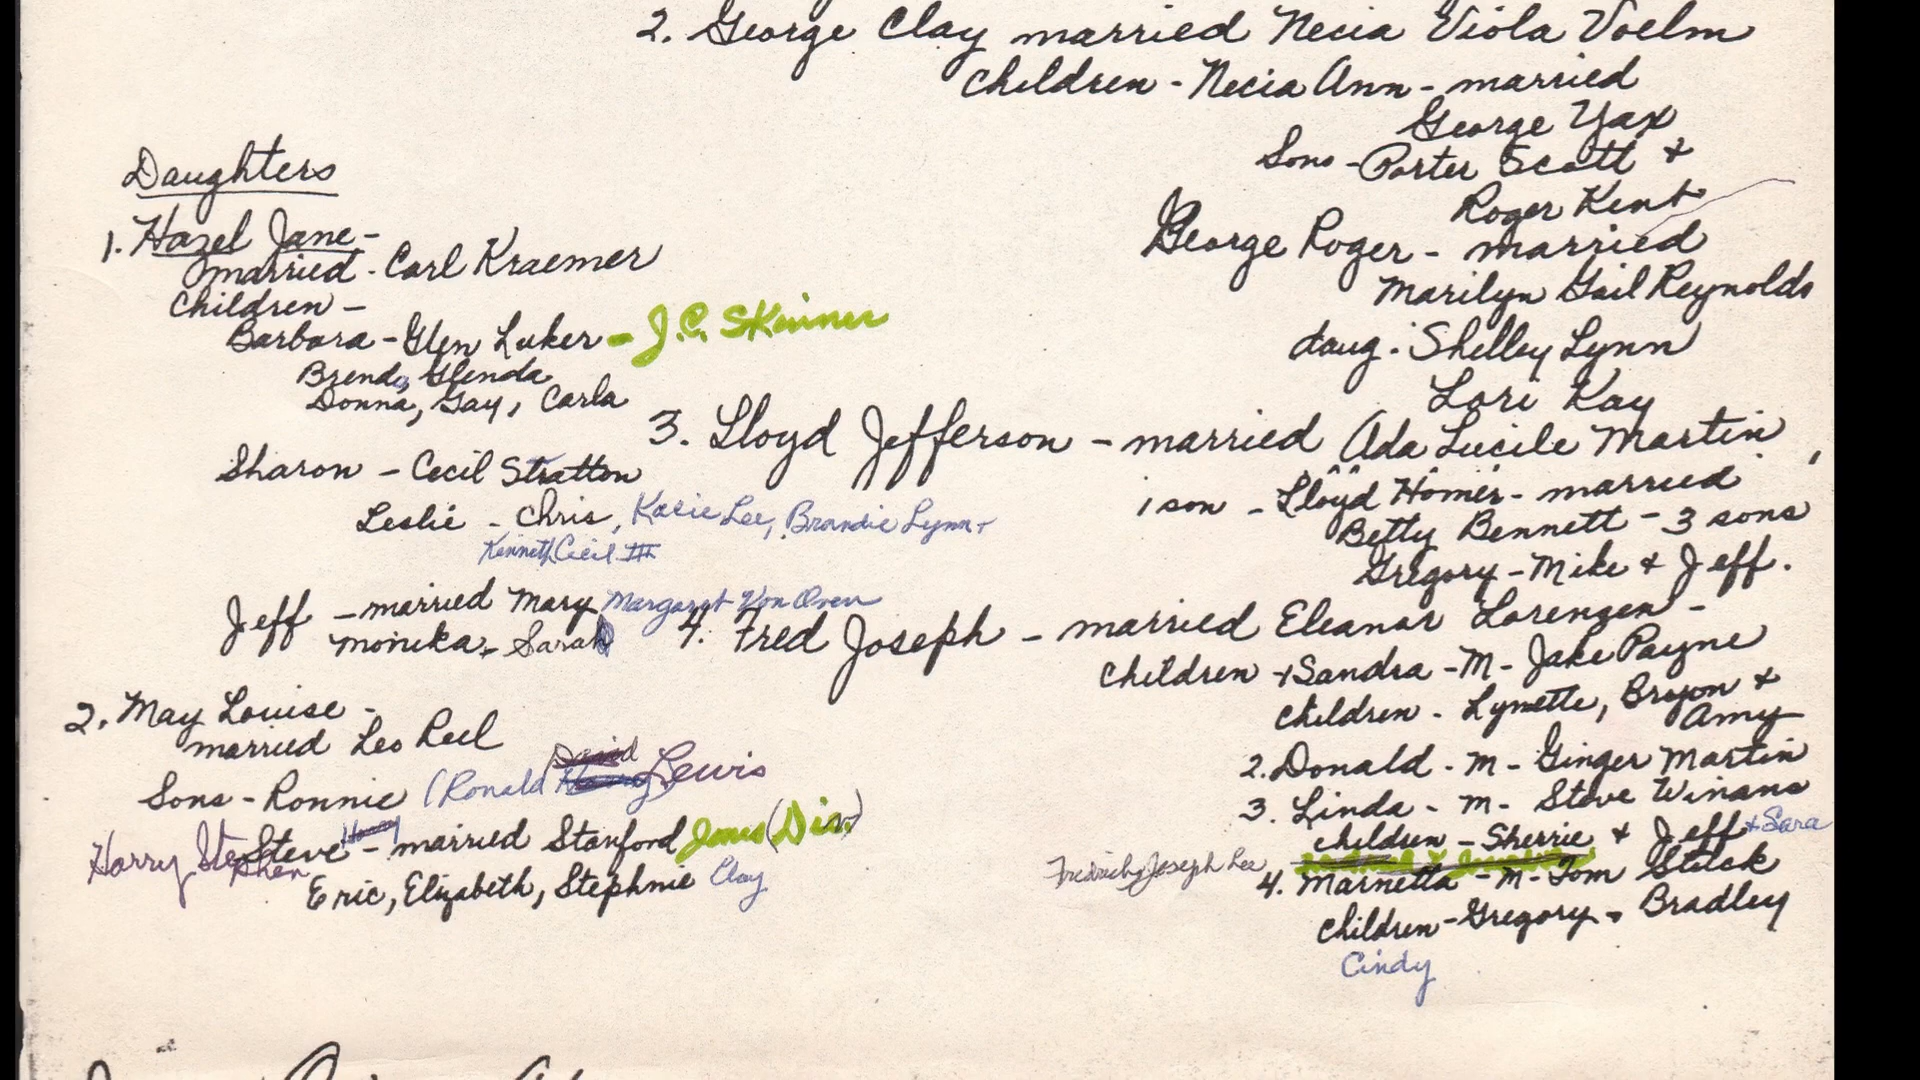 2. George Clay married Necia Viola Voelm
Children - Necia Ann - married
George Yax
Sons - Porter Scott &
Roger Kent
George Roger - married
Marilyn Gail Reynolds
daug. Shelley Lynn
Lori Kay
3. Lloyd Jefferson - married Ada Lucile Martin
1 son - Lloyd Homer - married
Betty Bennett - 3 sons
Gregory - Mike & Jeff.
4. Fred Joseph - married Eleanor Lorenzen -
Children - Sandra - M - Jake Payne
children - Lynette, Bryon &
Amy
2. Donald - M - Ginger Martin
3. Linda - M - Steve Winans
children - Sherrie & Jeff & Sara
Joseph Lee
4. Marnetta - M - Tom
children - Gregory - Bradley
Cindy
Daughters
1. Hazel Jane -
married - Carl Kraemer
Children -
Barbara - Glen Luker - J.C. Skinner
Brenda, Glenda
Donna, Gay, Carla
Sharon - Cecil Stratton
Leslie - Chris, Kacie Lee, Brandie Lynn +
Kenneth Cecil III
Jeff - married Mary Margaret Von Oven
Monika - Sarah
2. May Louise -
married Leo Reel
Sons - Ronnie (Ronald David Lewis
Harry Stephen
Steve Harry - married Stanford Jones (Div.)
Eric, Elizabeth, Stephnie Clay